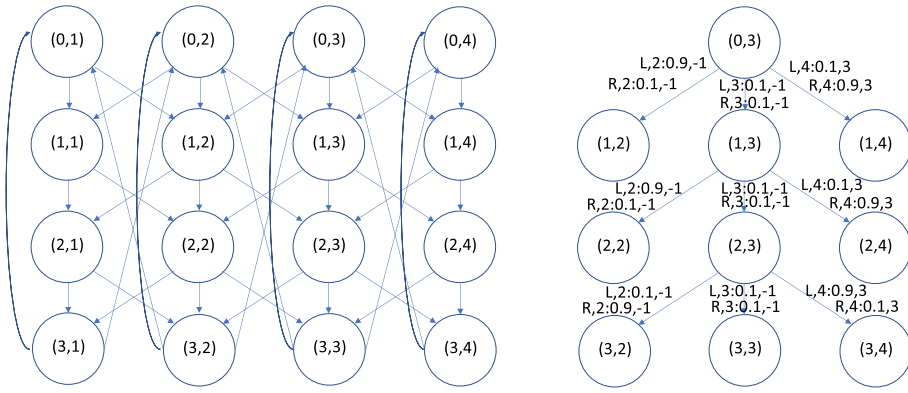 (0,1) (0,2) (0,3) (0,4)
(1,1) (1,2) (1,3) (1,4)
(2,1) (2,2) (2,3) (2,4)
(3,1) (3,2) (3,3) (3,4)
(0,3)
L,2:0.9,-1
R,2:0.1,-1
L,3:0.1,-1
R,3:0.1,-1
L,4:0.1,3
R,4:0.9,3
(1,2) (1,3) (1,4)
L,2:0.9,-1
R,2:0.1,-1
L,3:0.1,-1
R,3:0.1,-1
L,4:0.1,3
R,4:0.9,3
(2,2) (2,3) (2,4)
L,2:0.1,-1
R,2:0.9,-1
L,3:0.1,-1
R,3:0.1,-1
L,4:0.9,3
R,4:0.1,3
(3,2) (3,3) (3,4)